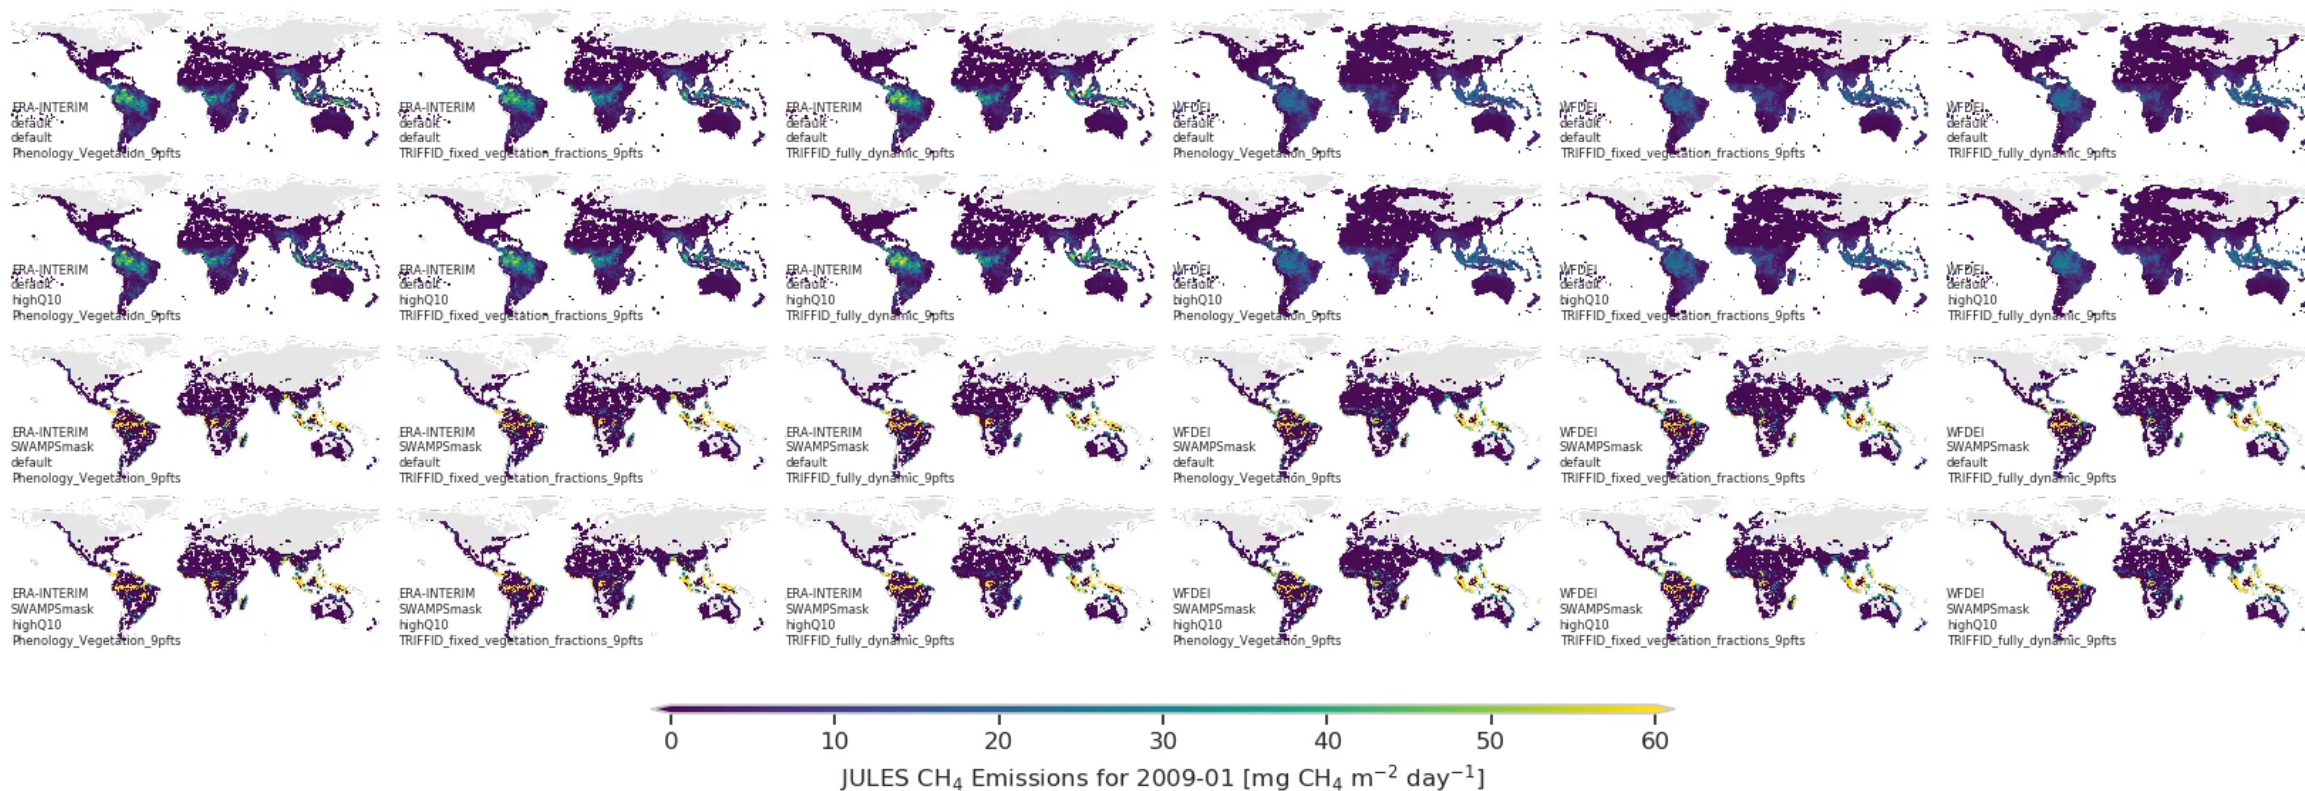 ERA-INTERIM
default
default
Phenology_Vegetation_9pfts
ERA-INTERIM
default
default
TRIFFID_fixed_vegetation_fractions_9pfts
ERA-INTERIM
default
default
TRIFFID_fully_dynamic_9pfts
WFDEI
default
default
Phenology_Vegetation_9pfts
WFDEI
default
default
TRIFFID_fixed_vegetation_fractions_9pfts
WFDEI
default
default
TRIFFID_fully_dynamic_9pfts
ERA-INTERIM
default
highQ10
Phenology_Vegetation_9pfts
ERA-INTERIM
default
highQ10
TRIFFID_fixed_vegetation_fractions_9pfts
ERA-INTERIM
default
highQ10
TRIFFID_fully_dynamic_9pfts
WFDEI
default
highQ10
Phenology_Vegetation_9pfts
WFDEI
default
highQ10
TRIFFID_fixed_vegetation_fractions_9pfts
WFDEI
default
highQ10
TRIFFID_fully_dynamic_9pfts
ERA-INTERIM
SWAMPSmask
default
Phenology_Vegetation_9pfts
ERA-INTERIM
SWAMPSmask
default
TRIFFID_fixed_vegetation_fractions_9pfts
ERA-INTERIM
SWAMPSmask
default
TRIFFID_fully_dynamic_9pfts
WFDEI
SWAMPSmask
default
Phenology_Vegetation_9pfts
WFDEI
SWAMPSmask
default
TRIFFID_fixed_vegetation_fractions_9pfts
WFDEI
SWAMPSmask
default
TRIFFID_fully_dynamic_9pfts
ERA-INTERIM
SWAMPSmask
highQ10
Phenology_Vegetation_9pfts
ERA-INTERIM
SWAMPSmask
highQ10
TRIFFID_fixed_vegetation_fractions_9pfts
ERA-INTERIM
SWAMPSmask
highQ10
TRIFFID_fully_dynamic_9pfts
WFDEI
SWAMPSmask
highQ10
Phenology_Vegetation_9pfts
WFDEI
SWAMPSmask
highQ10
TRIFFID_fixed_vegetation_fractions_9pfts
WFDEI
SWAMPSmask
highQ10
TRIFFID_fully_dynamic_9pfts
0 10 20 30 40 50 60
JULES CH₄ Emissions for 2009-01 [mg CH₄ m⁻² day⁻¹]